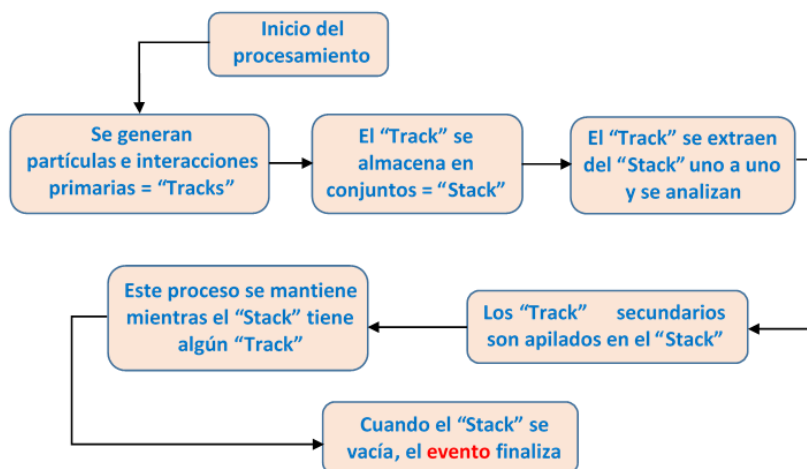 Inicio del
procesamiento
Se generan
partículas e interacciones
primarias = “Tracks”
El “Track” se
almacena en
conjuntos = “Stack”
El “Track” se extraen
del “Stack” uno a uno
y se analizan
Los “Track” secundarios
son apilados en el “Stack”
Este proceso se mantiene
mientras el “Stack” tiene
algún “Track”
Cuando el “Stack” se
vacía, el evento finaliza